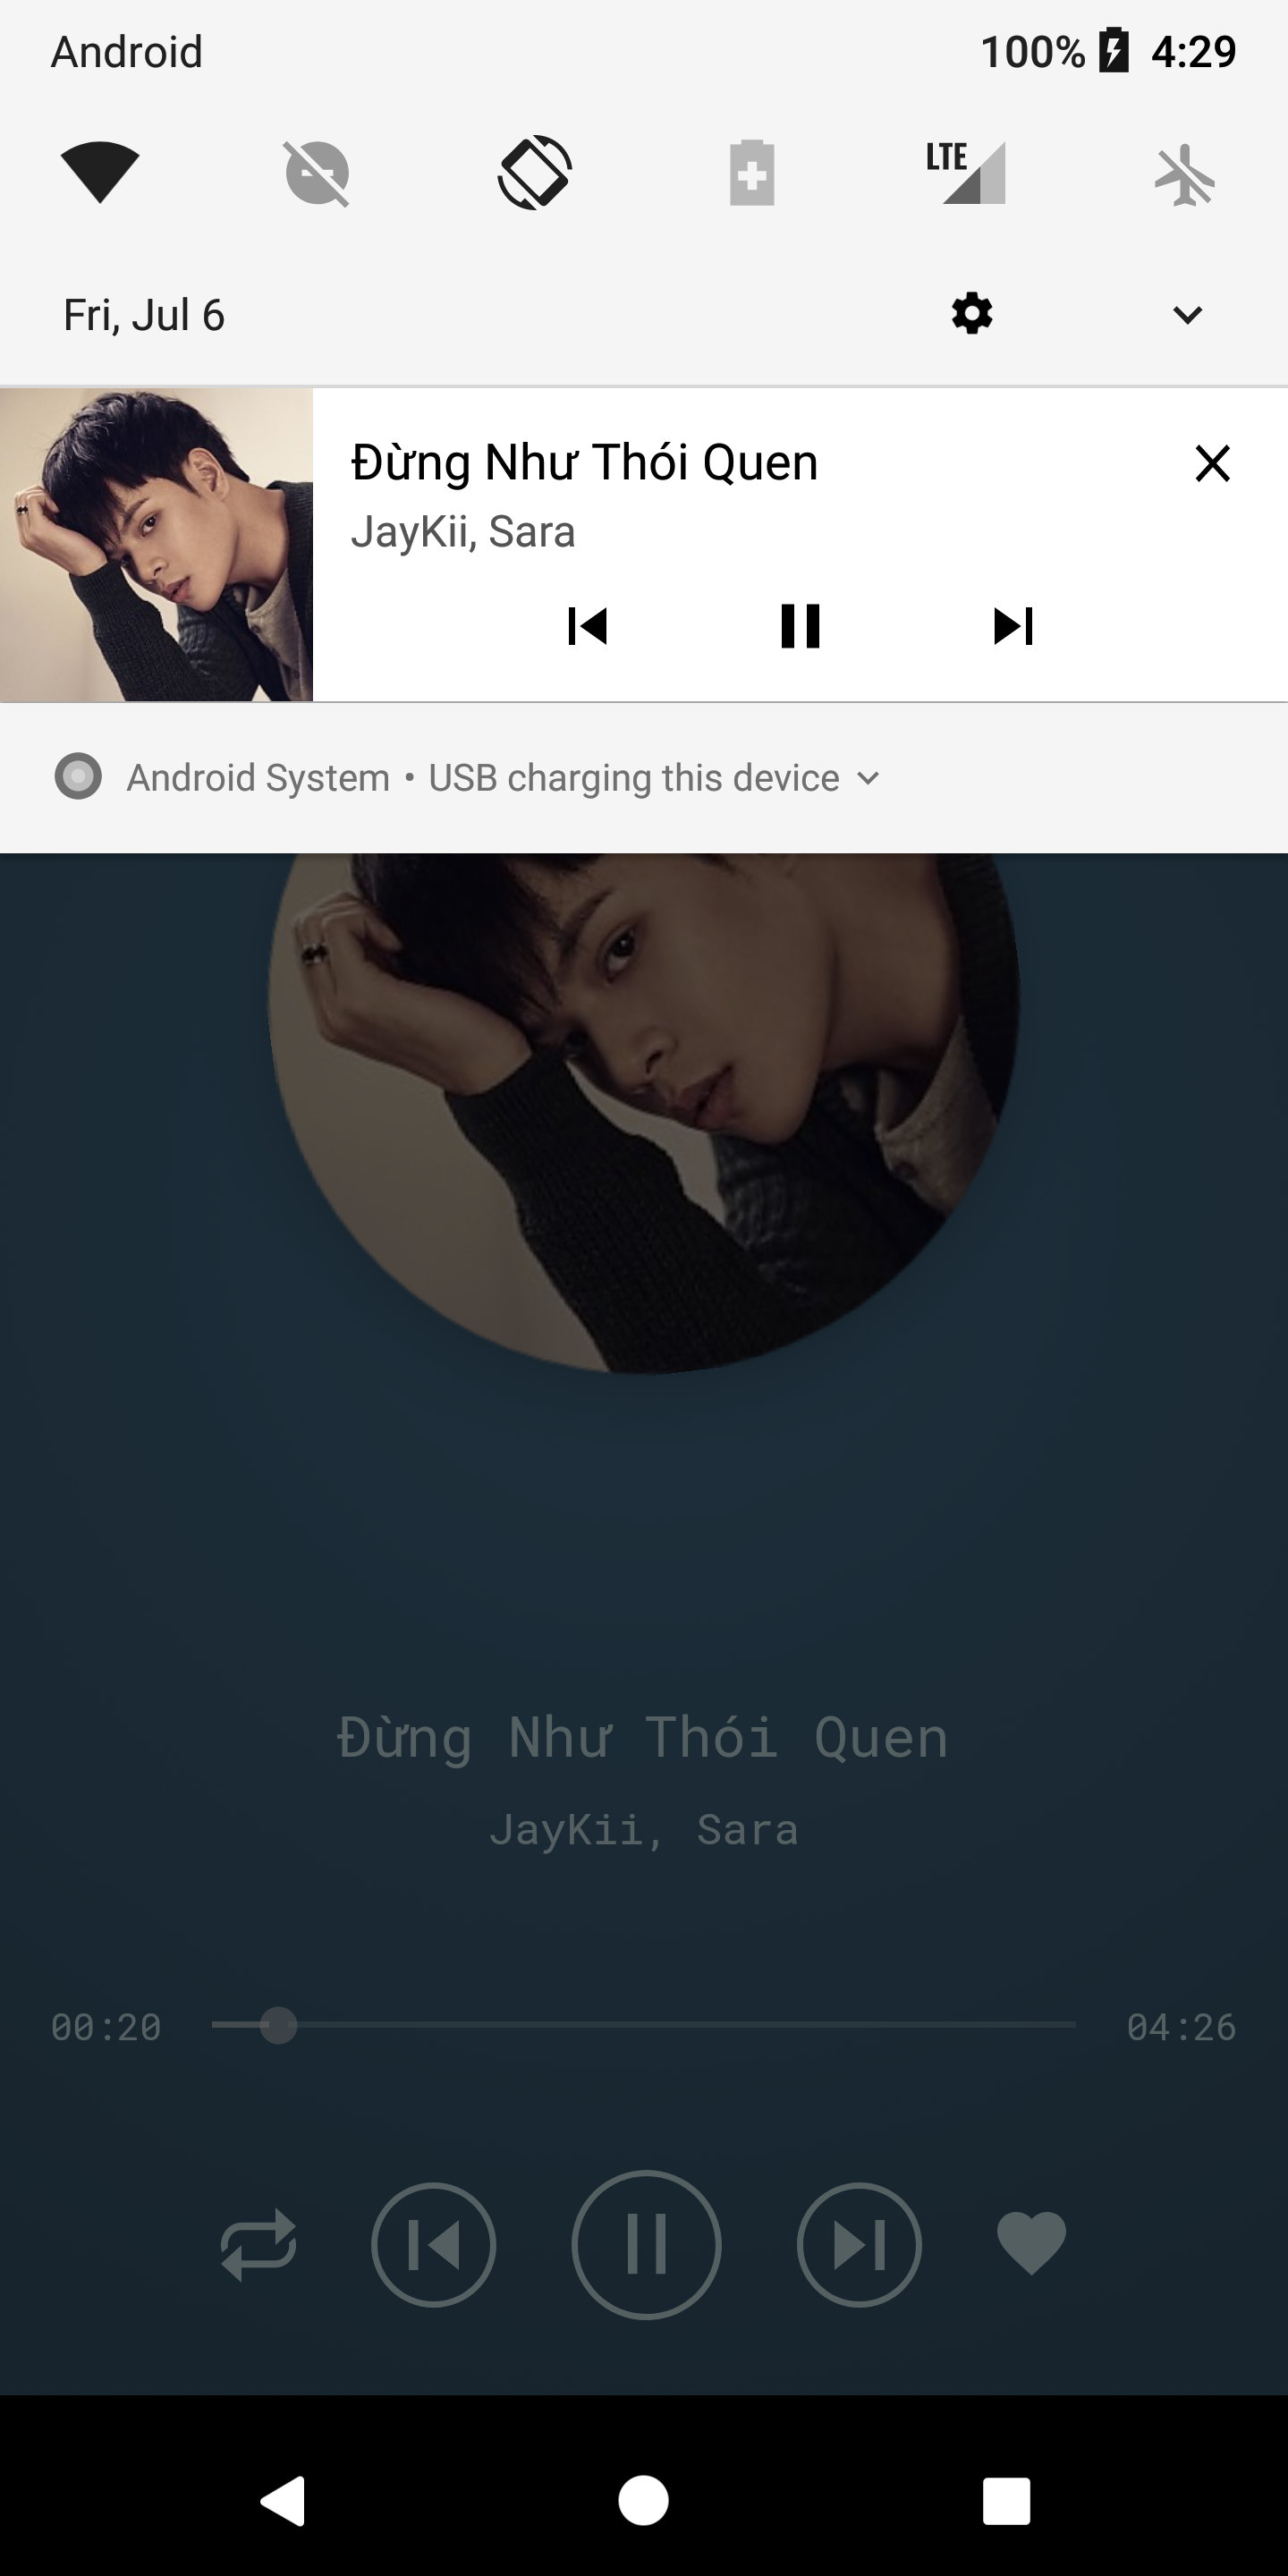 Android
100% 4:29
LTE
Fri, Jul 6
Đừng Như Thói Quen
JayKii, Sara
Android System • USB charging this device
Đừng Như Thói Quen
JayKii, Sara
00:20 04:26